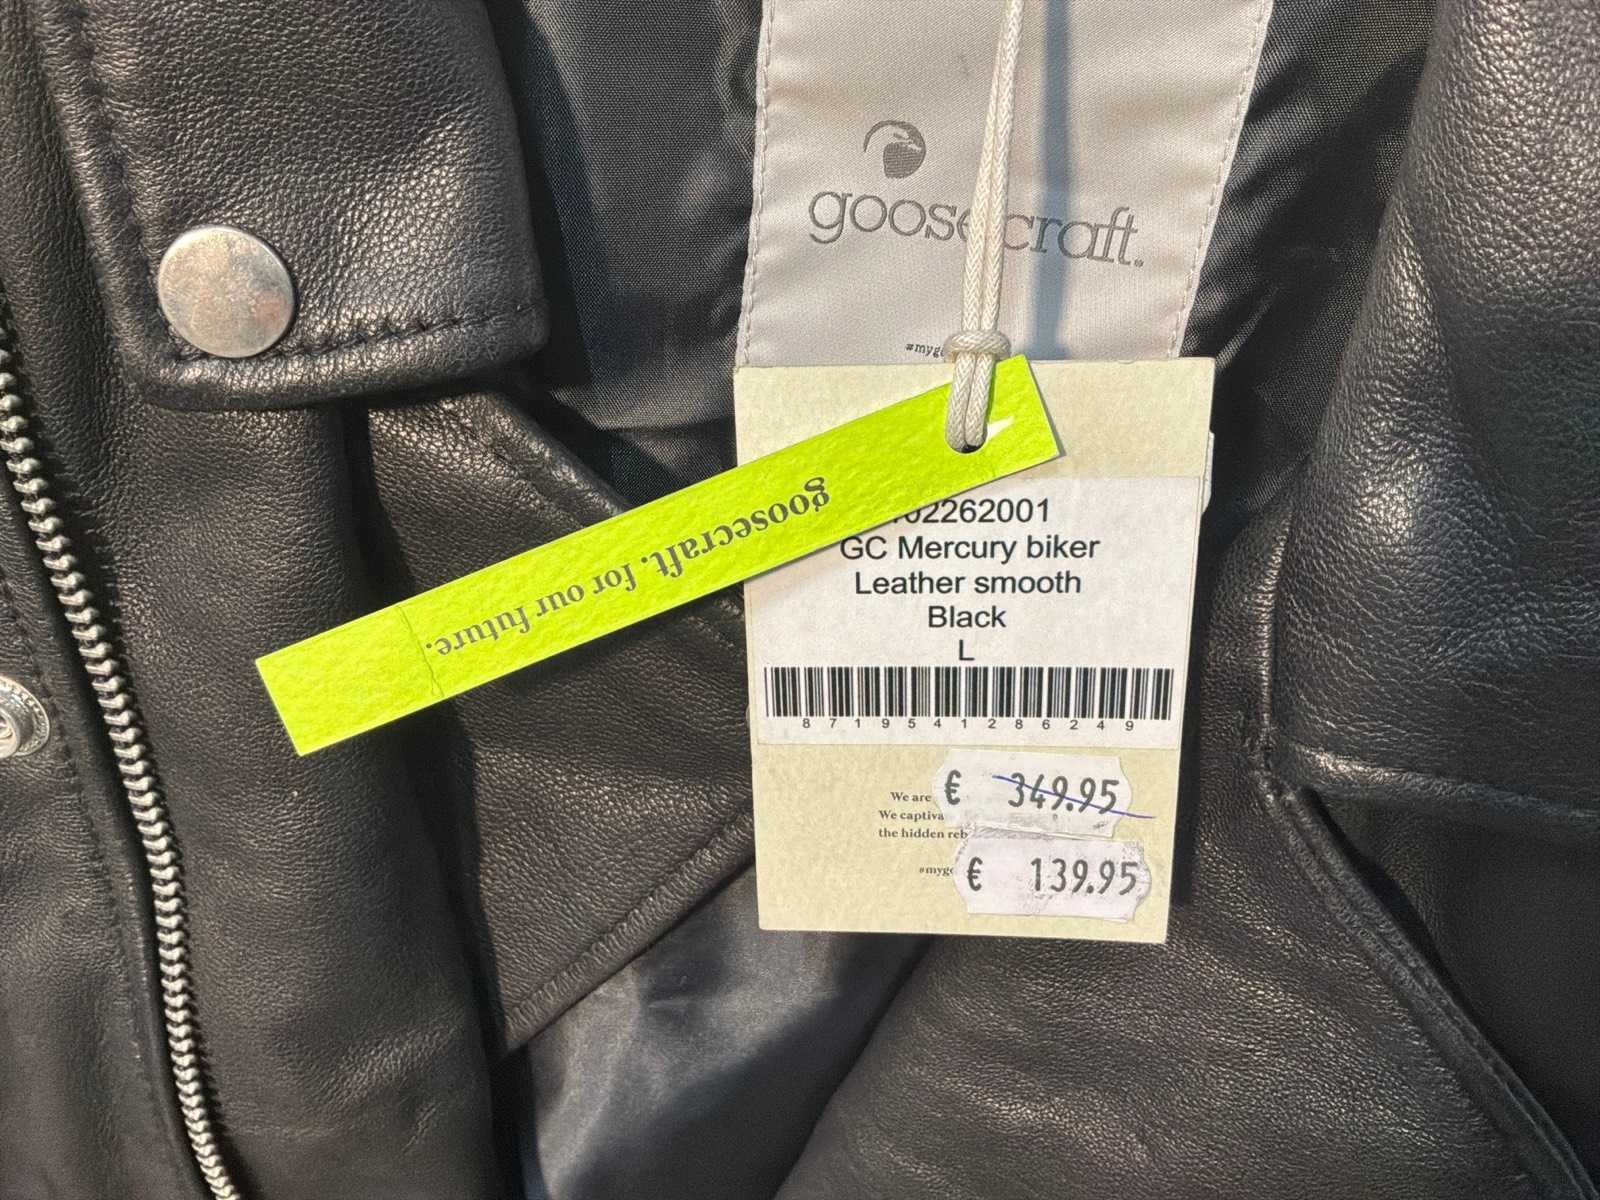 goosecraft.
goosecraft. for our future.
02262001
GC Mercury biker
Leather smooth
Black
L
8719541286249
We are
€ 349.95
We captiva
the hidden reb
€ 139.95